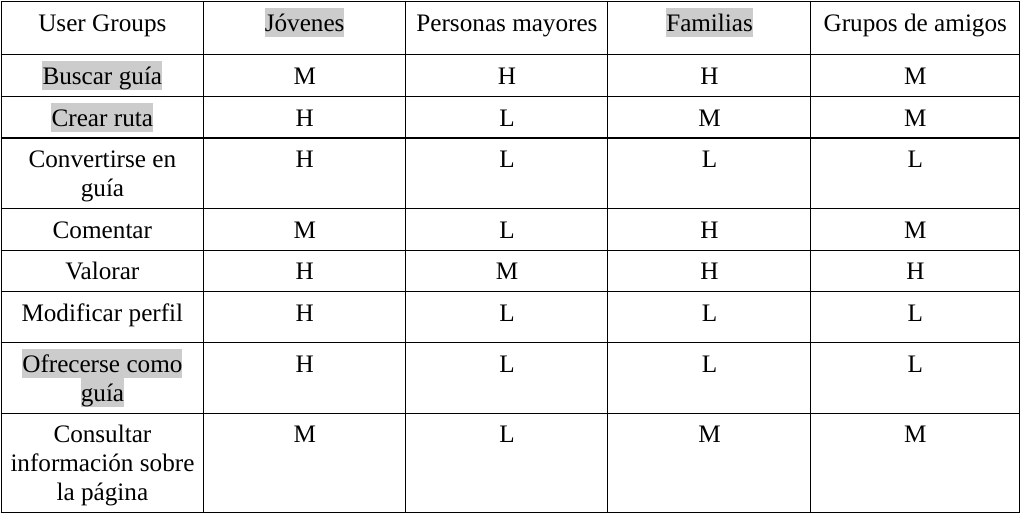 User Groups Jóvenes Personas mayores Familias Grupos de amigos
Buscar guía M H H M
Crear ruta H L M M
Convertirse en H L L L
guía
Comentar M L H M
Valorar H M H H
Modificar perfil H L L L
Ofrecerse como H L L L
guía
Consultar M L M M
información sobre
la página